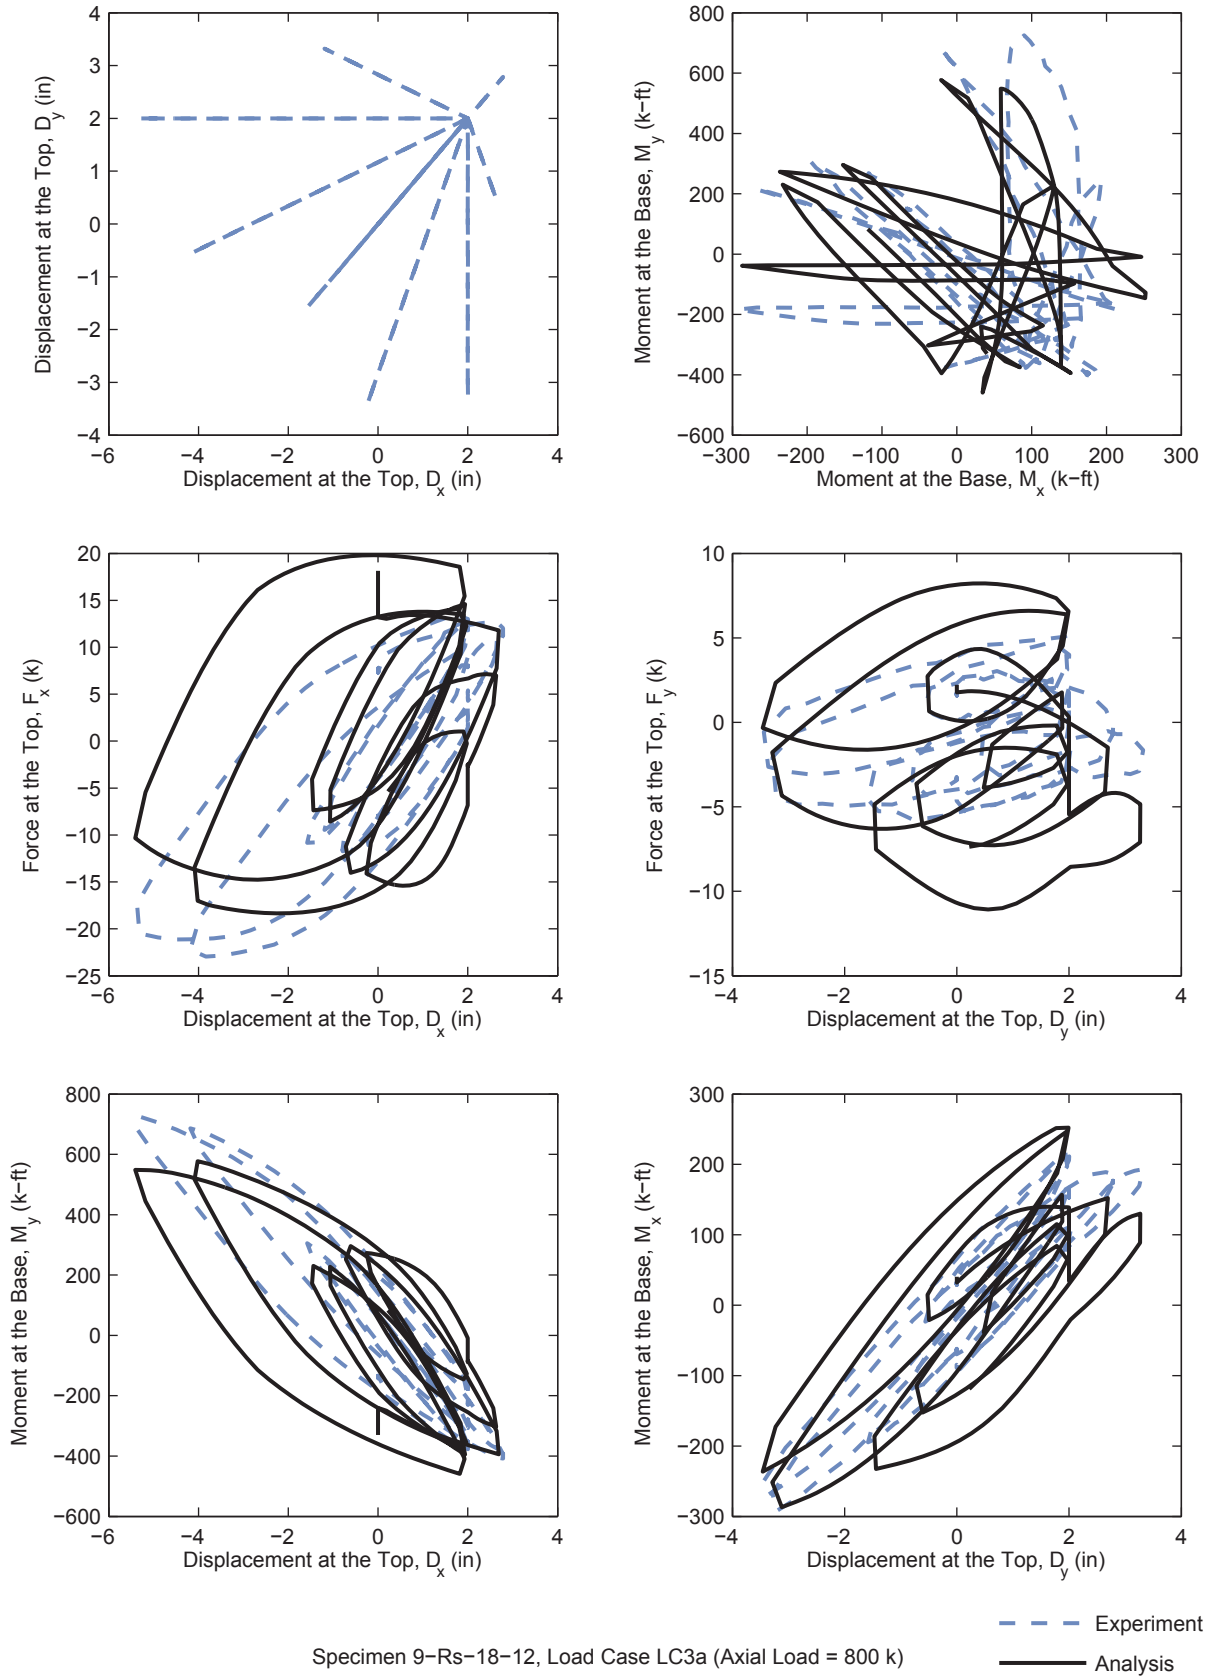 4
3
2
1
0
−1
−2
−3
−4
−6 −4 −2 0 2 4
Displacement at the Top, Dx (in)
Displacement at the Top, Dy (in)
800
600
400
200
0
−200
−400
−600
−300 −200 −100 0 100 200 300
Moment at the Base, Mx (k−ft)
Moment at the Base, My (k−ft)
20
15
10
5
0
−5
−10
−15
−20
−25
−6 −4 −2 0 2 4
Displacement at the Top, Dx (in)
Force at the Top, Fx (k)
10
5
0
−5
−10
−15
−4 −2 0 2 4
Displacement at the Top, Dy (in)
Force at the Top, Fy (k)
800
600
400
200
0
−200
−400
−600
−6 −4 −2 0 2 4
Displacement at the Top, Dx (in)
Moment at the Base, My (k−ft)
300
200
100
0
−100
−200
−300
−4 −2 0 2 4
Displacement at the Top, Dy (in)
Moment at the Base, Mx (k−ft)
Experiment
Analysis
Specimen 9−Rs−18−12, Load Case LC3a (Axial Load = 800 k)